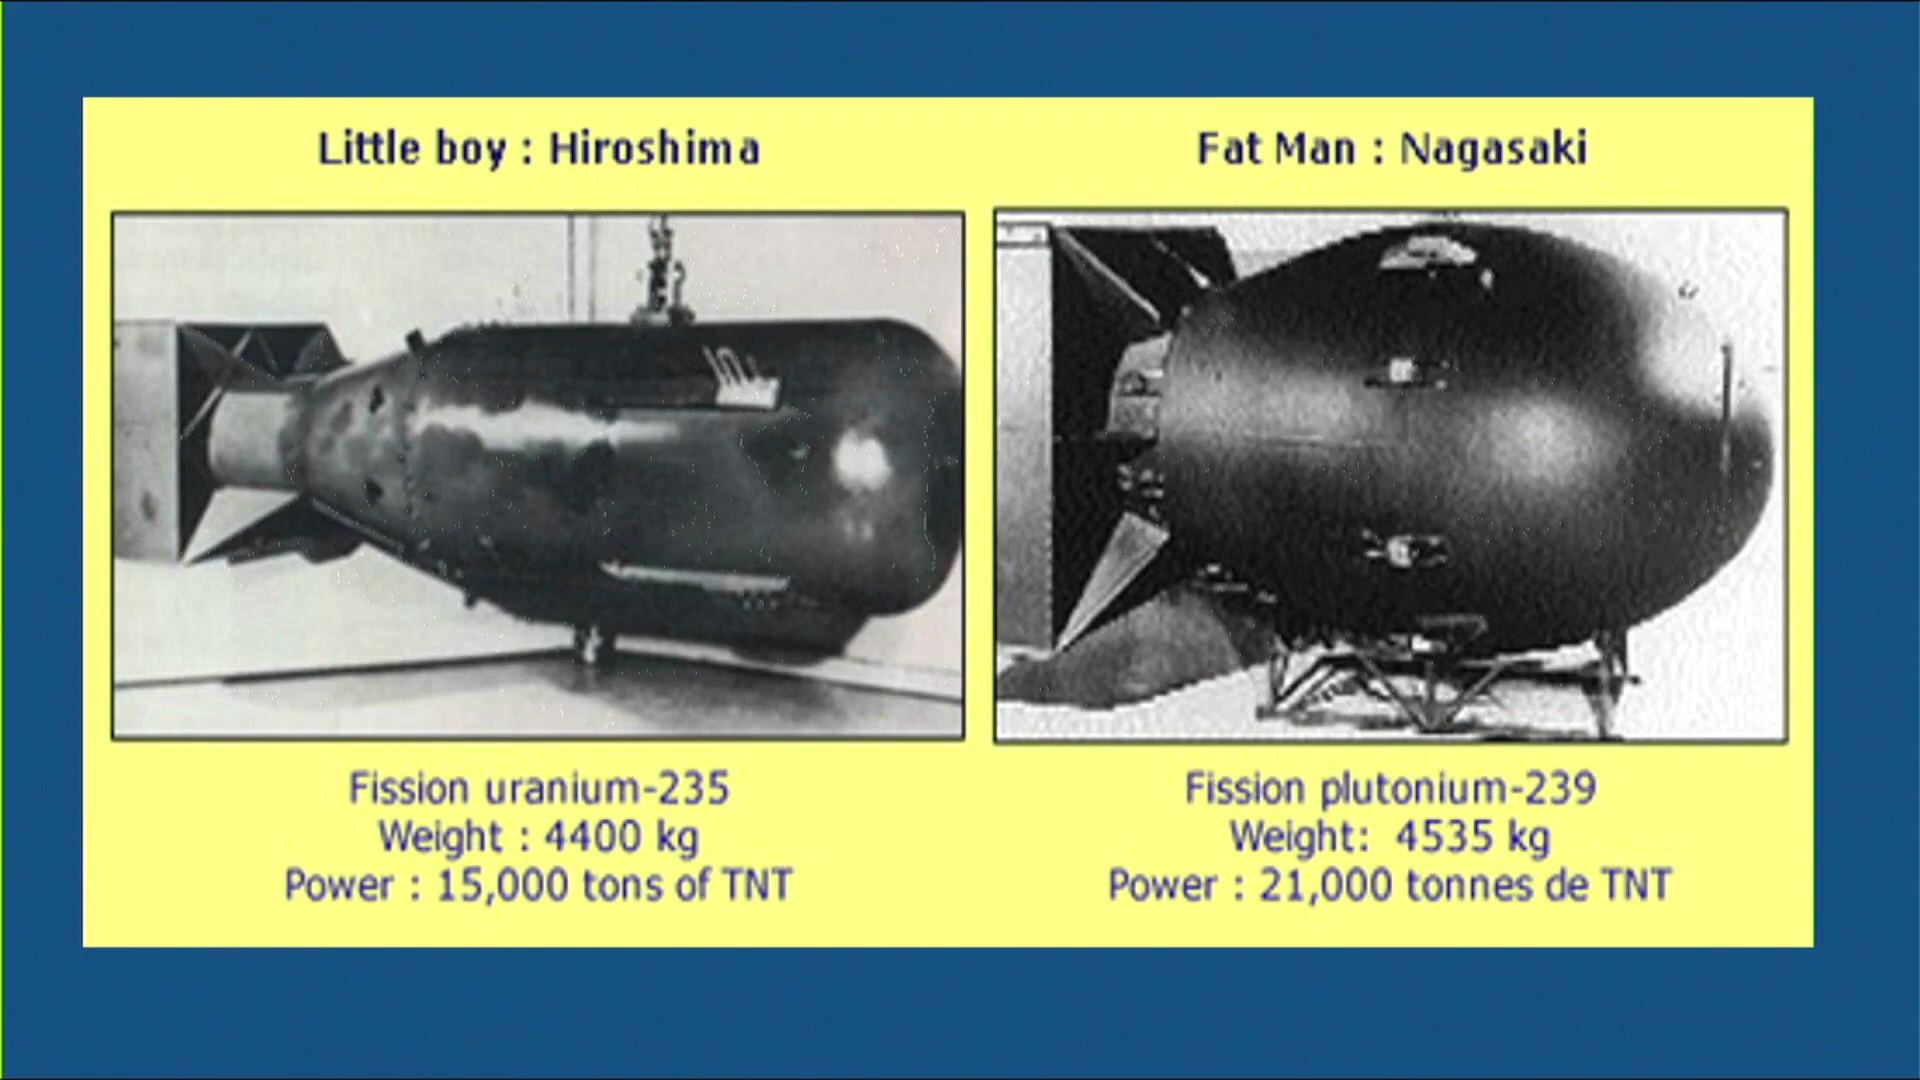 Little boy : Hiroshima
Fat Man : Nagasaki
Fission uranium-235
Weight : 4400 kg
Power : 15,000 tons of TNT
Fission plutonium-239
Weight: 4535 kg
Power : 21,000 tonnes de TNT